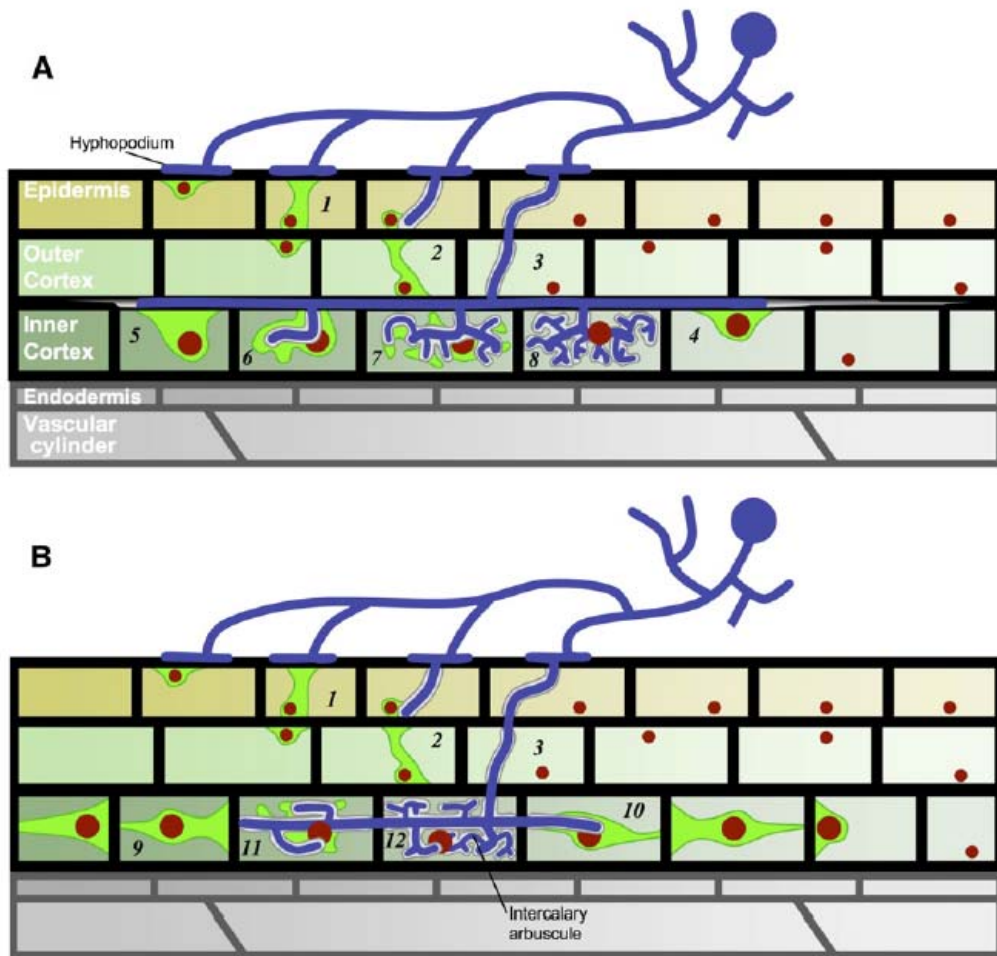 A
Hyphopodium
Epidermis
1
Outer
Cortex
2
3
Inner
Cortex
5
6
7
8
4
Endodermis
Vascular
cylinder
B
1
2
3
9
11
12
10
Intercalary
arbuscule